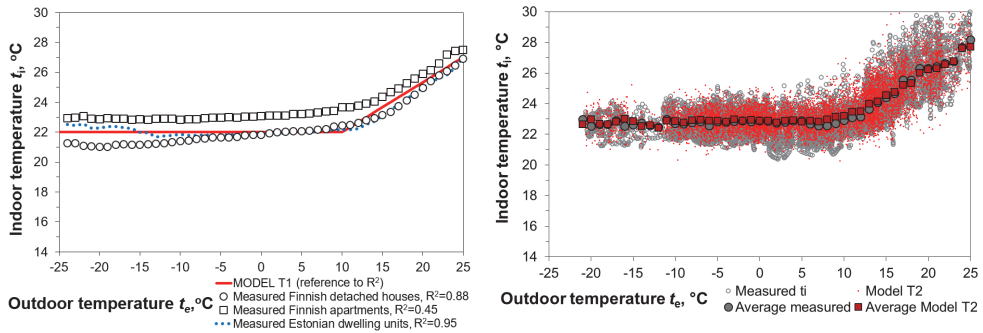 30
28
26
24
22
20
18
16
14
Indoor temperature ti, °C
-25 -20 -15 -10 -5 0 5 10 15 20 25
Outdoor temperature te,°C
MODEL T1 (reference to R²)
Measured Finnish detached houses, R²=0.88
Measured Finnish apartments, R²=0.45
Measured Estonian dwelling units, R²=0.95
30
28
26
24
22
20
18
16
14
Indoor temperature ti, °C
-25 -20 -15 -10 -5 0 5 10 15 20 25
Outdoor temperature te, °C
Measured ti
Model T2
Average measured
Average Model T2